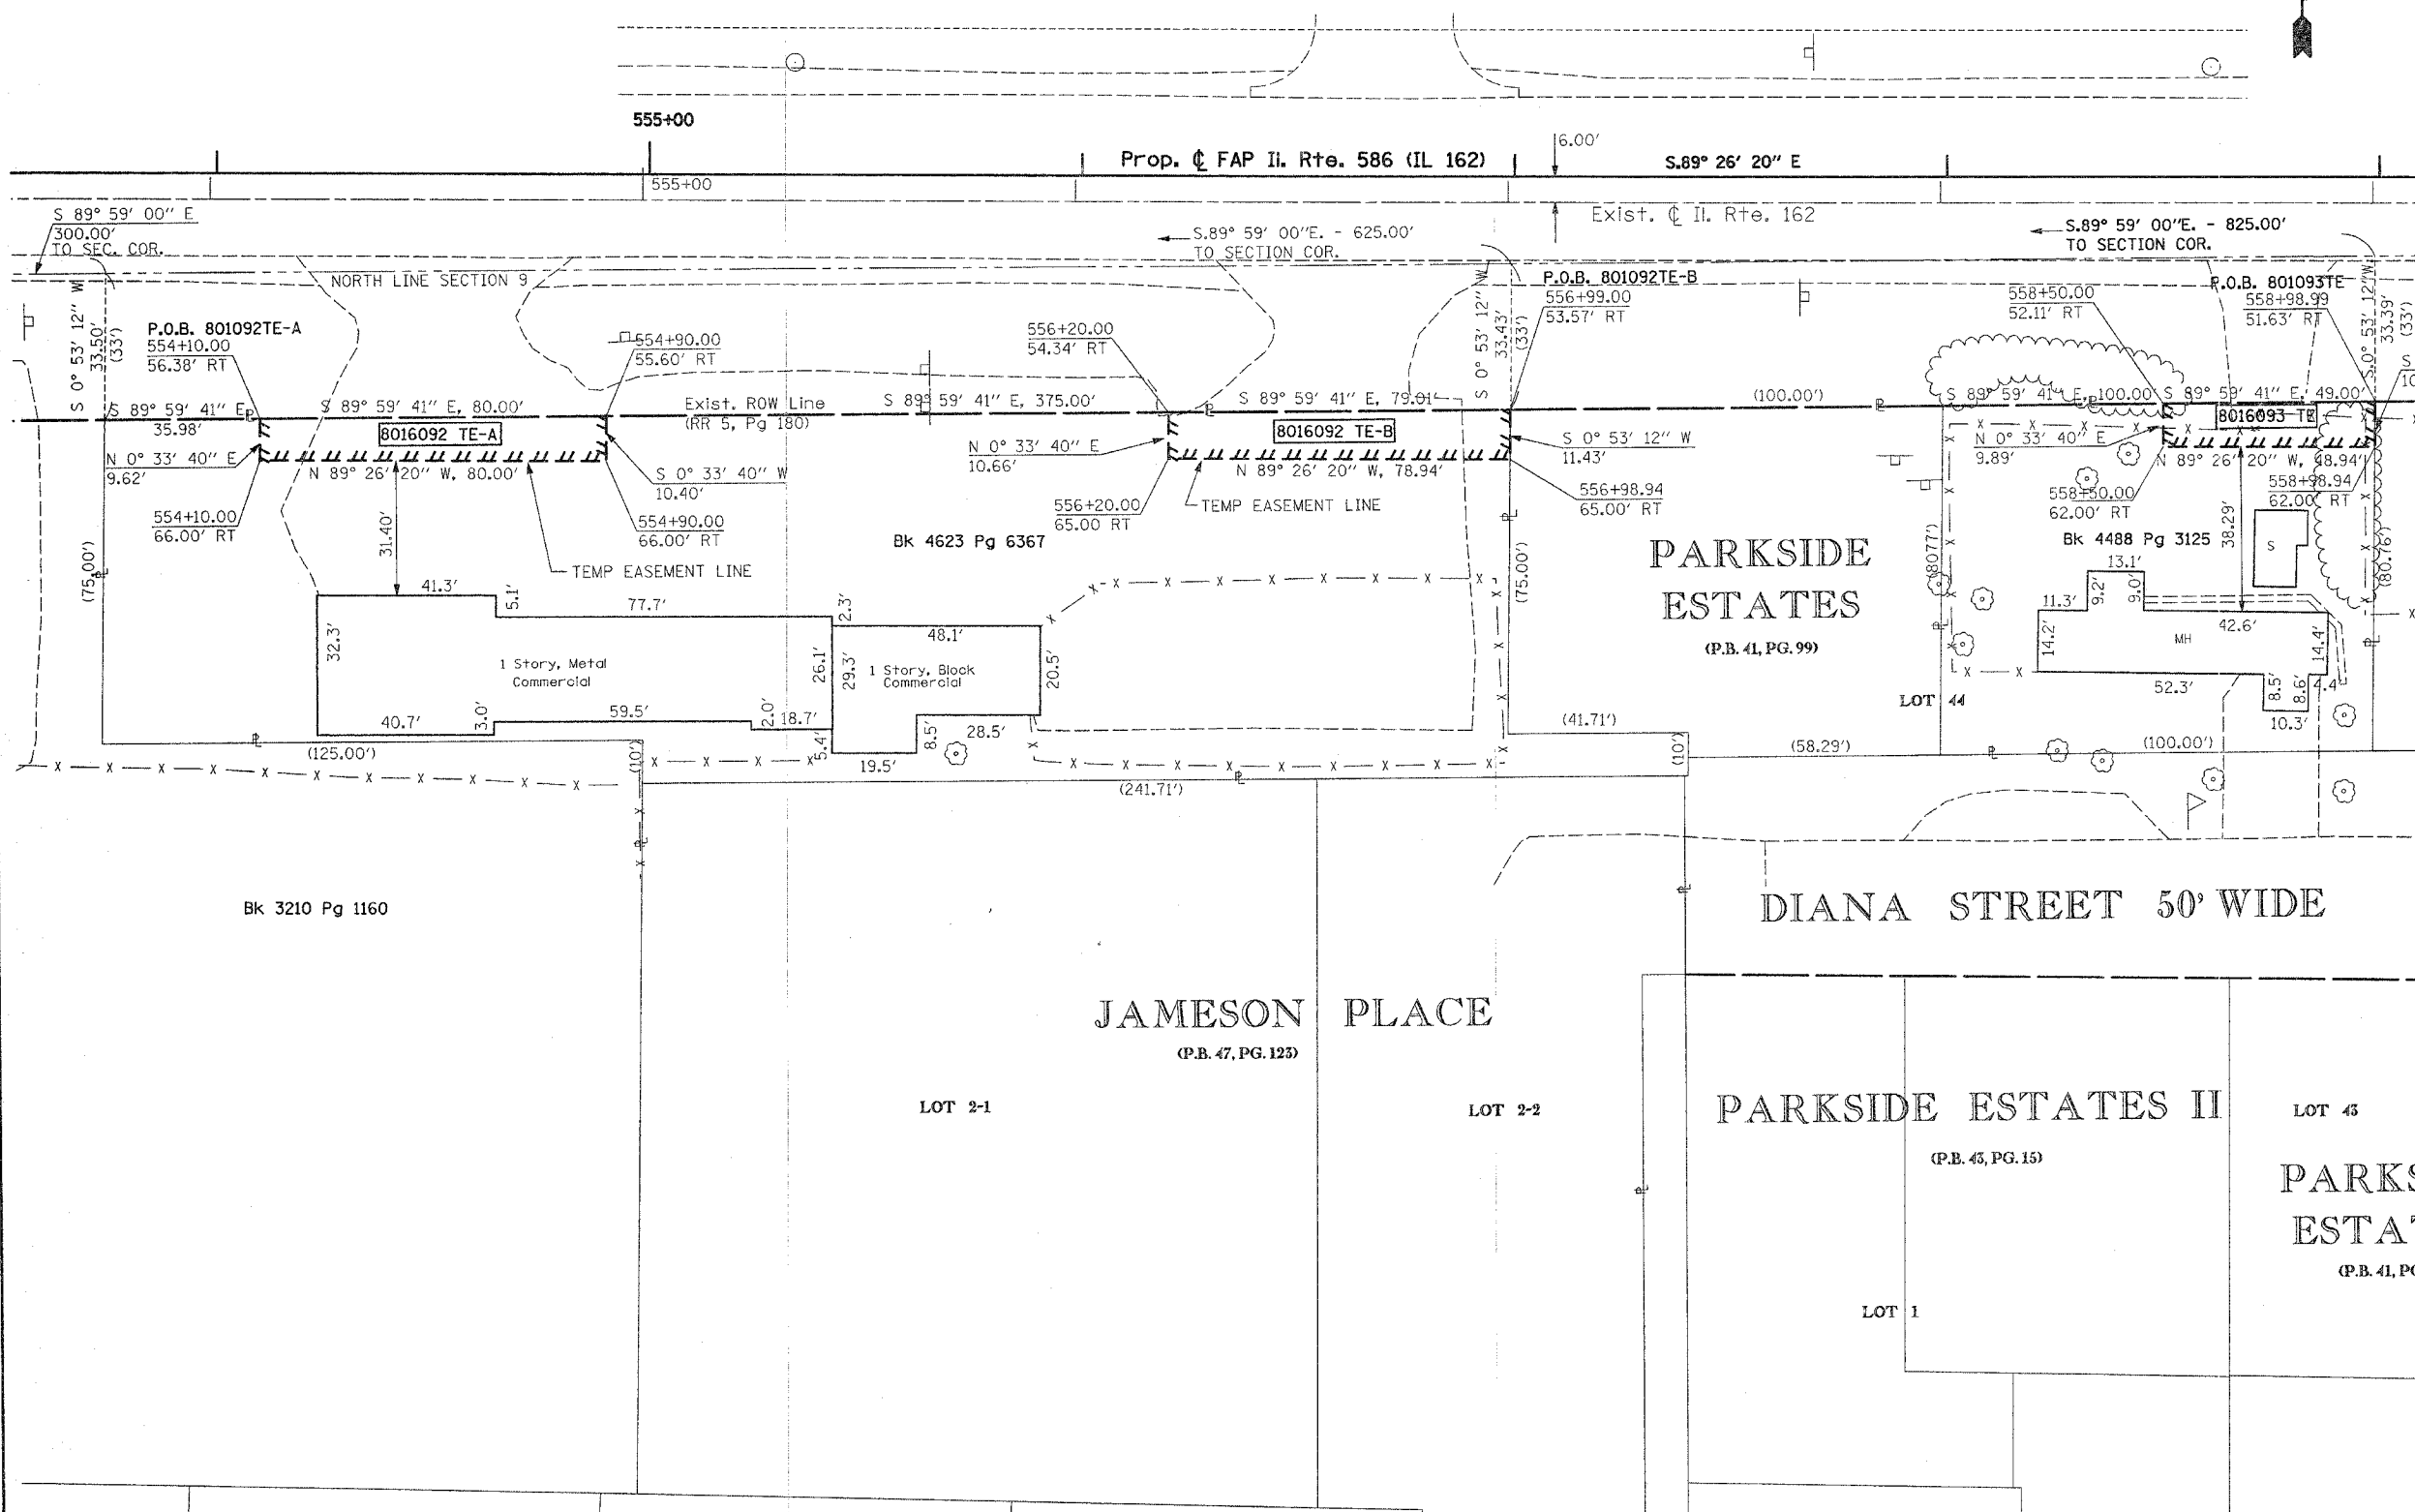 555+00
Prop. ℄ FAP Il. Rte. 586 (IL 162)
6.00'
S.89° 26' 20" E
555+00
Exist. ℄ Il. Rte. 162
S 89° 59' 00" E
300.00'
TO SEC. COR.
S.89° 59' 00"E. - 625.00'
TO SECTION COR.
S.89° 59' 00"E. - 825.00'
TO SECTION COR.
NORTH LINE SECTION 9
S 0° 53' 12" W
33.50'
(33')
P.O.B. 801092TE-A
554+10.00
56.38' RT
554+90.00
55.60' RT
556+20.00
54.34' RT
S 0° 53' 12" W
33.43'
(33')
P.O.B. 801092TE-B
556+99.00
53.57' RT
558+50.00
52.11' RT
P.O.B. 801093TE
558+98.99
51.63' RT
S 0° 53' 12" W
33.39'
(33')
S
10
S 89° 59' 41" E
35.98'
S 89° 59' 41" E, 80.00'
Exist. ROW Line
(RR 5, Pg 180)
S 89° 59' 41" E, 375.00'
S 89° 59' 41" E, 79.01'
(100.00')
S 89° 59' 41" E, 100.00'
S 89° 59' 41" E, 49.00'
8016092 TE-A
8016092 TE-B
8016093 TE
N 0° 33' 40" E
9.62'
N 89° 26' 20" W, 80.00'
S 0° 33' 40" W
10.40'
N 0° 33' 40" E
10.66'
N 89° 26' 20" W, 78.94'
S 0° 53' 12" W
11.43'
N 0° 33' 40" E
9.89'
N 89° 26' 20" W, 48.94'
554+10.00
66.00' RT
31.40'
554+90.00
66.00' RT
TEMP EASEMENT LINE
556+20.00
65.00 RT
TEMP EASEMENT LINE
556+98.94
65.00' RT
558+50.00
62.00' RT
558+98.94
62.00' RT
38.29'
Bk 4623 Pg 6367
Bk 4488 Pg 3125
(75.00')
(75.00')
(80.77')
(80.76')
PARKSIDE
ESTATES
(P.B. 41, PG. 99)
41.3'
5.1'
77.7'
2.3'
48.1'
32.3'
1 Story, Metal
Commercial
26.1'
29.3'
1 Story, Block
Commercial
20.5'
40.7'
3.0'
59.5'
2.0'
18.7'
5.4'
19.5'
8.5'
28.5'
13.1'
11.3'
9.2'
9.0'
S
42.6'
14.2'
MH
14.4'
52.3'
8.5'
8.6'
4.4'
10.3'
LOT 44
(125.00')
(10')
(241.71')
(41.71')
(10')
(58.29')
(100.00')
Bk 3210 Pg 1160
DIANA STREET 50' WIDE
JAMESON PLACE
(P.B. 47, PG. 123)
LOT 2-1
LOT 2-2
PARKSIDE ESTATES II
(P.B. 43, PG. 15)
LOT 43
PARKS
ESTAT
(P.B. 41, PG
LOT 1